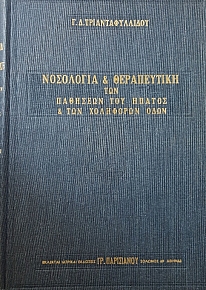 Γ. Δ. ΤΡΙΑΝΤΑΦΥΛΛΙΔΟΥ
ΝΟΣΟΛΟΓΙΑ & ΘΕΡΑΠΕΥΤΙΚΗ
ΤΩΝ
ΠΑΘΗΣΕΩΝ ΤΟΥ ΗΠΑΤΟΣ
& ΤΩΝ ΧΟΛΗΦΟΡΩΝ ΟΔΩΝ
ΓΡ. ΠΑΡΙΣΙΑΝΟΥ